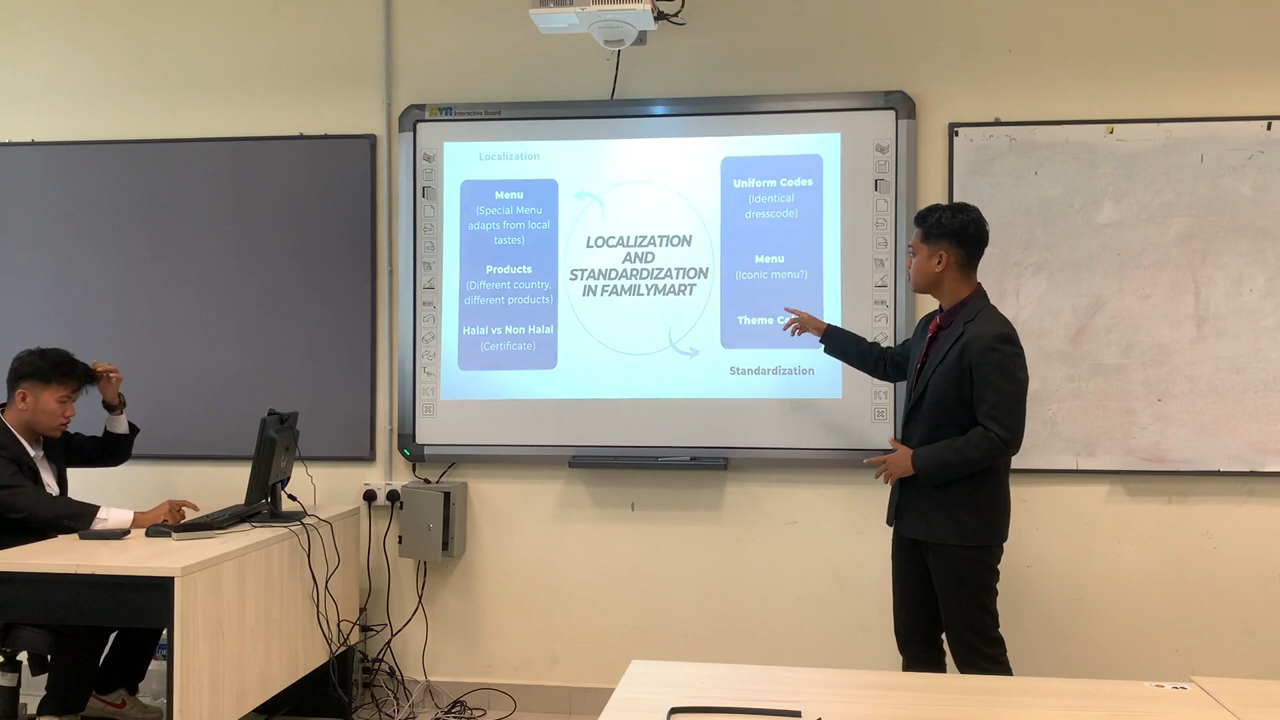 Interactive Board
Localization
Menu
(Special Menu
adapts from local
tastes)
Products
(Different country,
different products)
Halal vs Non Halal
(Certificate)
LOCALIZATION
AND
STANDARDIZATION
IN FAMILYMART
Uniform Codes
(Identical
dresscode)
Menu
(Iconic menu?)
Theme
Standardization